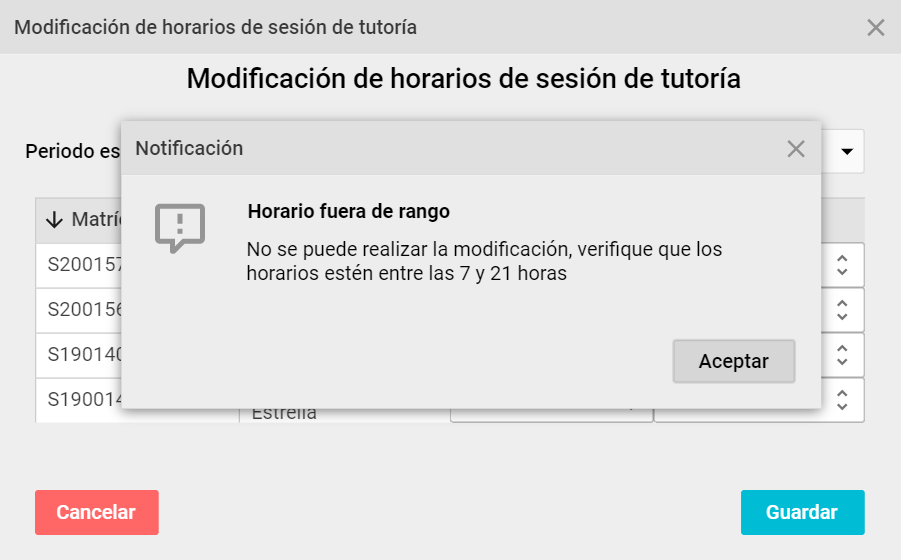 Modificación de horarios de sesión de tutoría
Modificación de horarios de sesión de tutoría
Periodo es
Notificación
Matríc
Horario fuera de rango
No se puede realizar la modificación, verifique que los
horarios estén entre las 7 y 21 horas
S200157
S200156
S190140
S190014
Aceptar
Estrella
Cancelar
Guardar